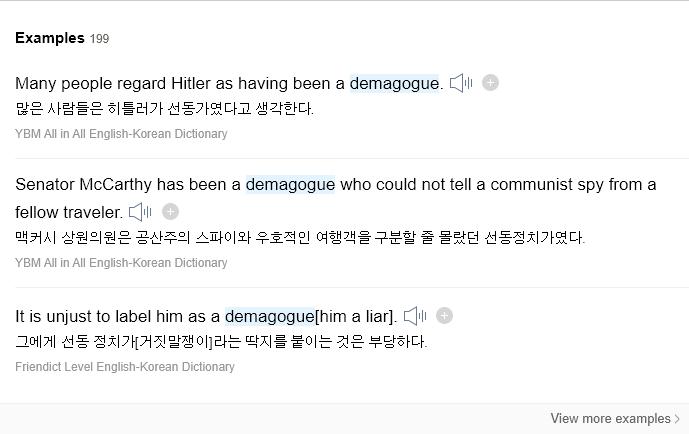 Examples 199
Many people regard Hitler as having been a demagogue.
많은 사람들은 히틀러가 선동가였다고 생각한다.
YBM All in All English-Korean Dictionary
Senator McCarthy has been a demagogue who could not tell a communist spy from a
fellow traveler.
맥커시 상원의원은 공산주의 스파이와 우호적인 여행객을 구분할 줄 몰랐던 선동정치가였다.
YBM All in All English-Korean Dictionary
It is unjust to label him as a demagogue[him a liar].
그에게 선동 정치가[거짓말쟁이]라는 딱지를 붙이는 것은 부당하다.
Friendict Level English-Korean Dictionary
View more examples